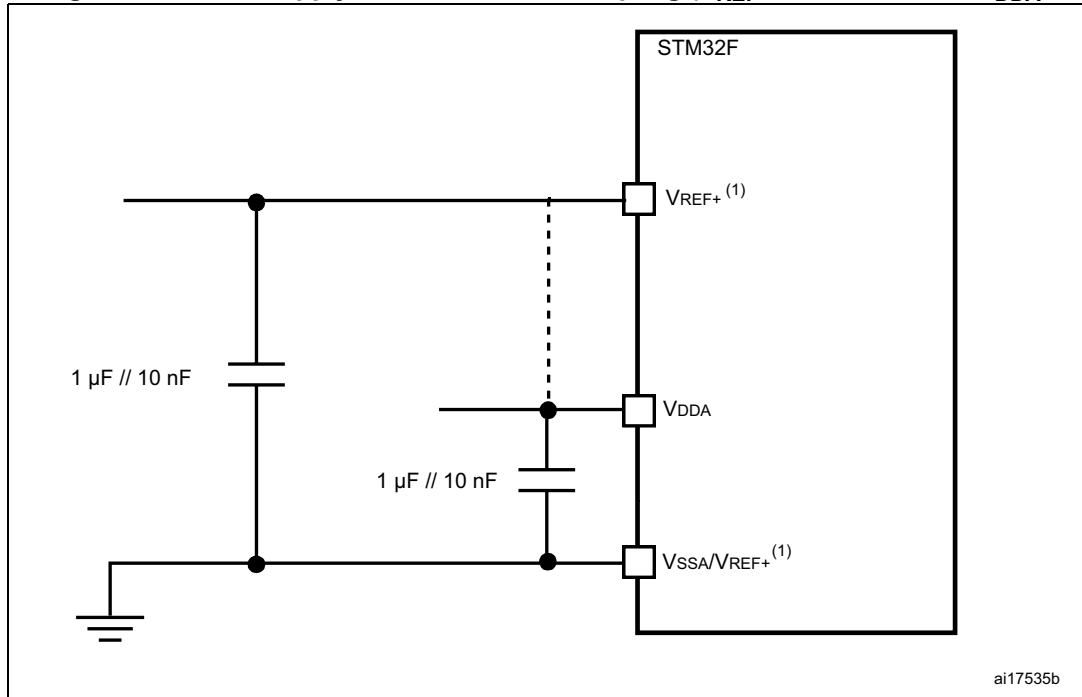 STM32F
VREF+ (1)
1 µF // 10 nF
VDDA
1 µF // 10 nF
VSSA/VREF+ (1)
ai17535b